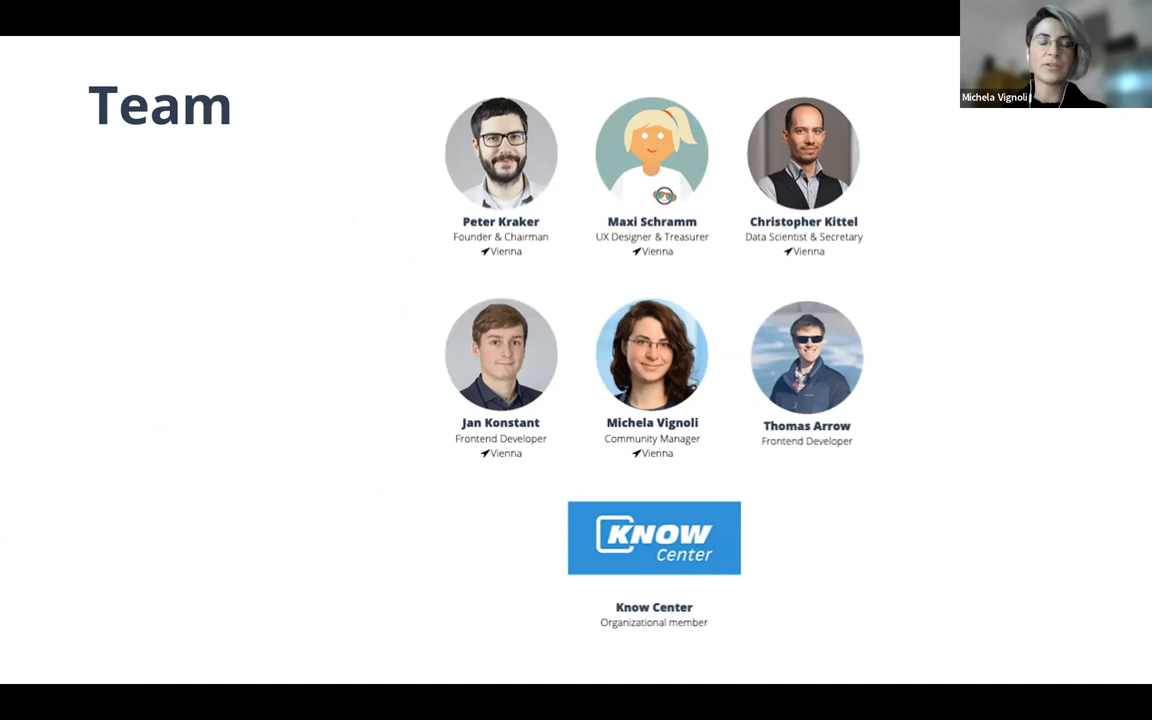 Team
Michela Vignoli
Peter Kraker
Founder & Chairman
Vienna
Maxi Schramm
UX Designer & Treasurer
Vienna
Christopher Kittel
Data Scientist & Secretary
Vienna
Jan Konstant
Frontend Developer
Vienna
Michela Vignoli
Community Manager
Vienna
Thomas Arrow
Frontend Developer
KNOW
Center
Know Center
Organizational member